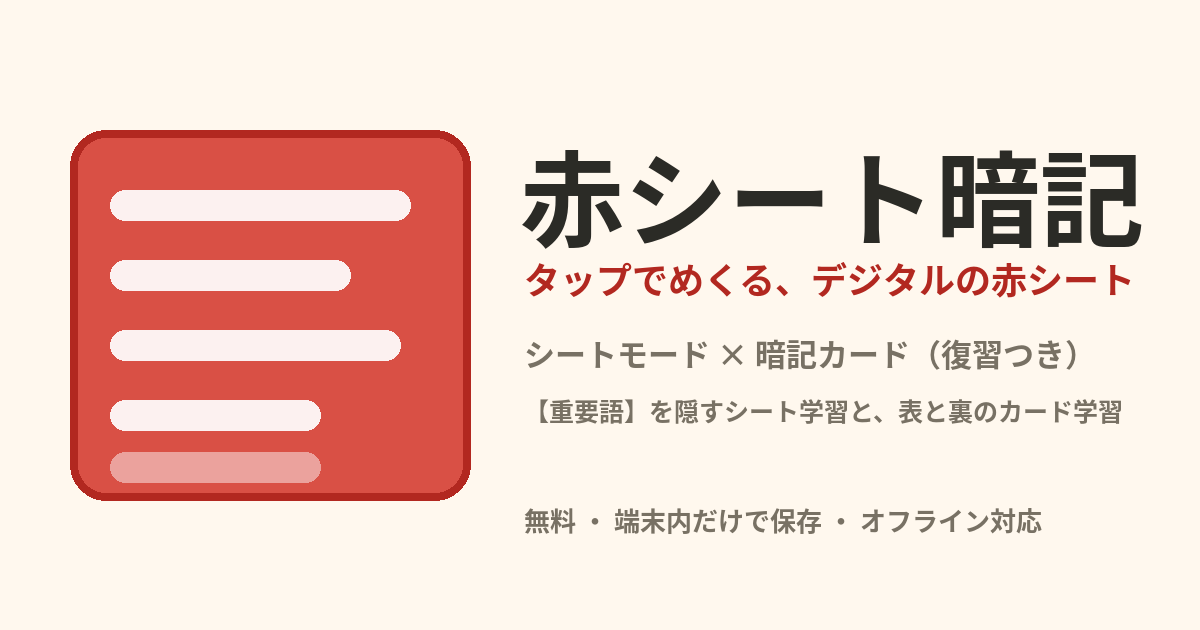 赤シート暗記
タップでめくる、デジタルの赤シート
シートモード × 暗記カード（復習つき）
【重要語】を隠すシート学習と、表と裏のカード学習
無料 ・ 端末内だけで保存 ・ オフライン対応